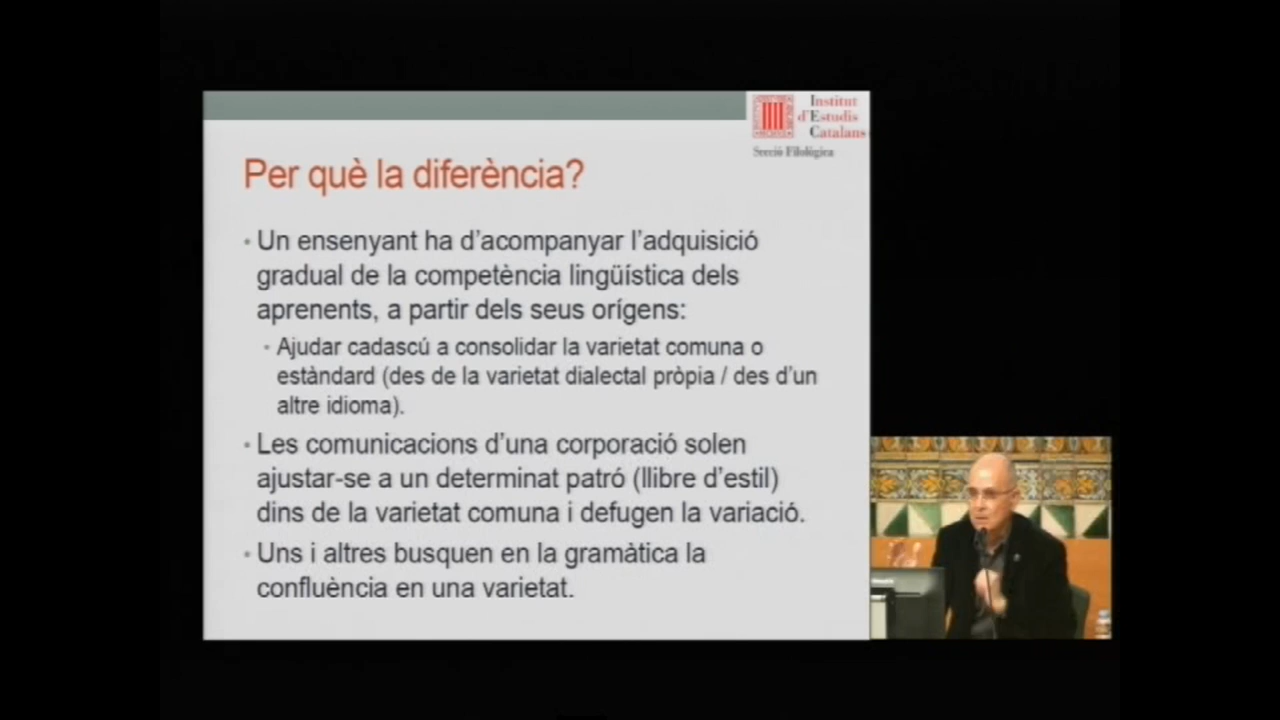 Institut
d'Estudis
Catalans
Secció Filològica
Per què la diferència?
• Un ensenyant ha d'acompanyar l'adquisició
gradual de la competència lingüística dels
aprenents, a partir dels seus orígens:
• Ajudar cadascú a consolidar la varietat comuna o
estàndard (des de la varietat dialectal pròpia / des d'un
altre idioma).
• Les comunicacions d'una corporació solen
ajustar-se a un determinat patró (llibre d'estil)
dins de la varietat comuna i defugen la variació.
• Uns i altres busquen en la gramàtica la
confluència en una varietat.